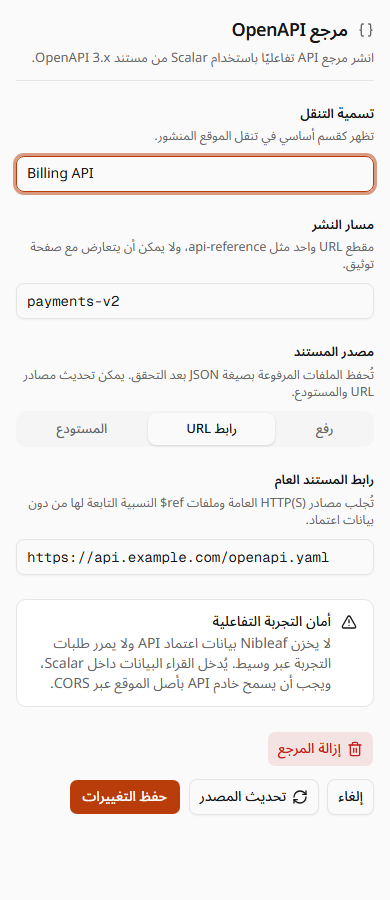 مرجع OpenAPI
انشر مرجع API تفاعليًا باستخدام Scalar من مستند OpenAPI 3.x.
تسمية التنقل
تظهر كقسم أساسي في تنقل الموقع المنشور.
Billing API
مسار النشر
مقطع URL واحد مثل api-reference، ولا يمكن أن يتعارض مع صفحة
توثيق.
payments-v2
مصدر المستند
تُحفظ الملفات المرفوعة بصيغة JSON بعد التحقق. يمكن تحديث مصادر
URL والمستودع.
رفع
رابط URL
المستودع
رابط المستند العام
تُجلب مصادر HTTP(S) العامة وملفات $ref النسبية التابعة لها من دون
بيانات اعتماد.
https://api.example.com/openapi.yaml
أمان التجربة التفاعلية
لا يخزن Nibleaf بيانات اعتماد API ولا يمرر طلبات
التجربة عبر وسيط. يُدخل القراء البيانات داخل Scalar،
ويجب أن يسمح خادم API بأصل الموقع عبر CORS.
إزالة المرجع
إلغاء
تحديث المصدر
حفظ التغييرات